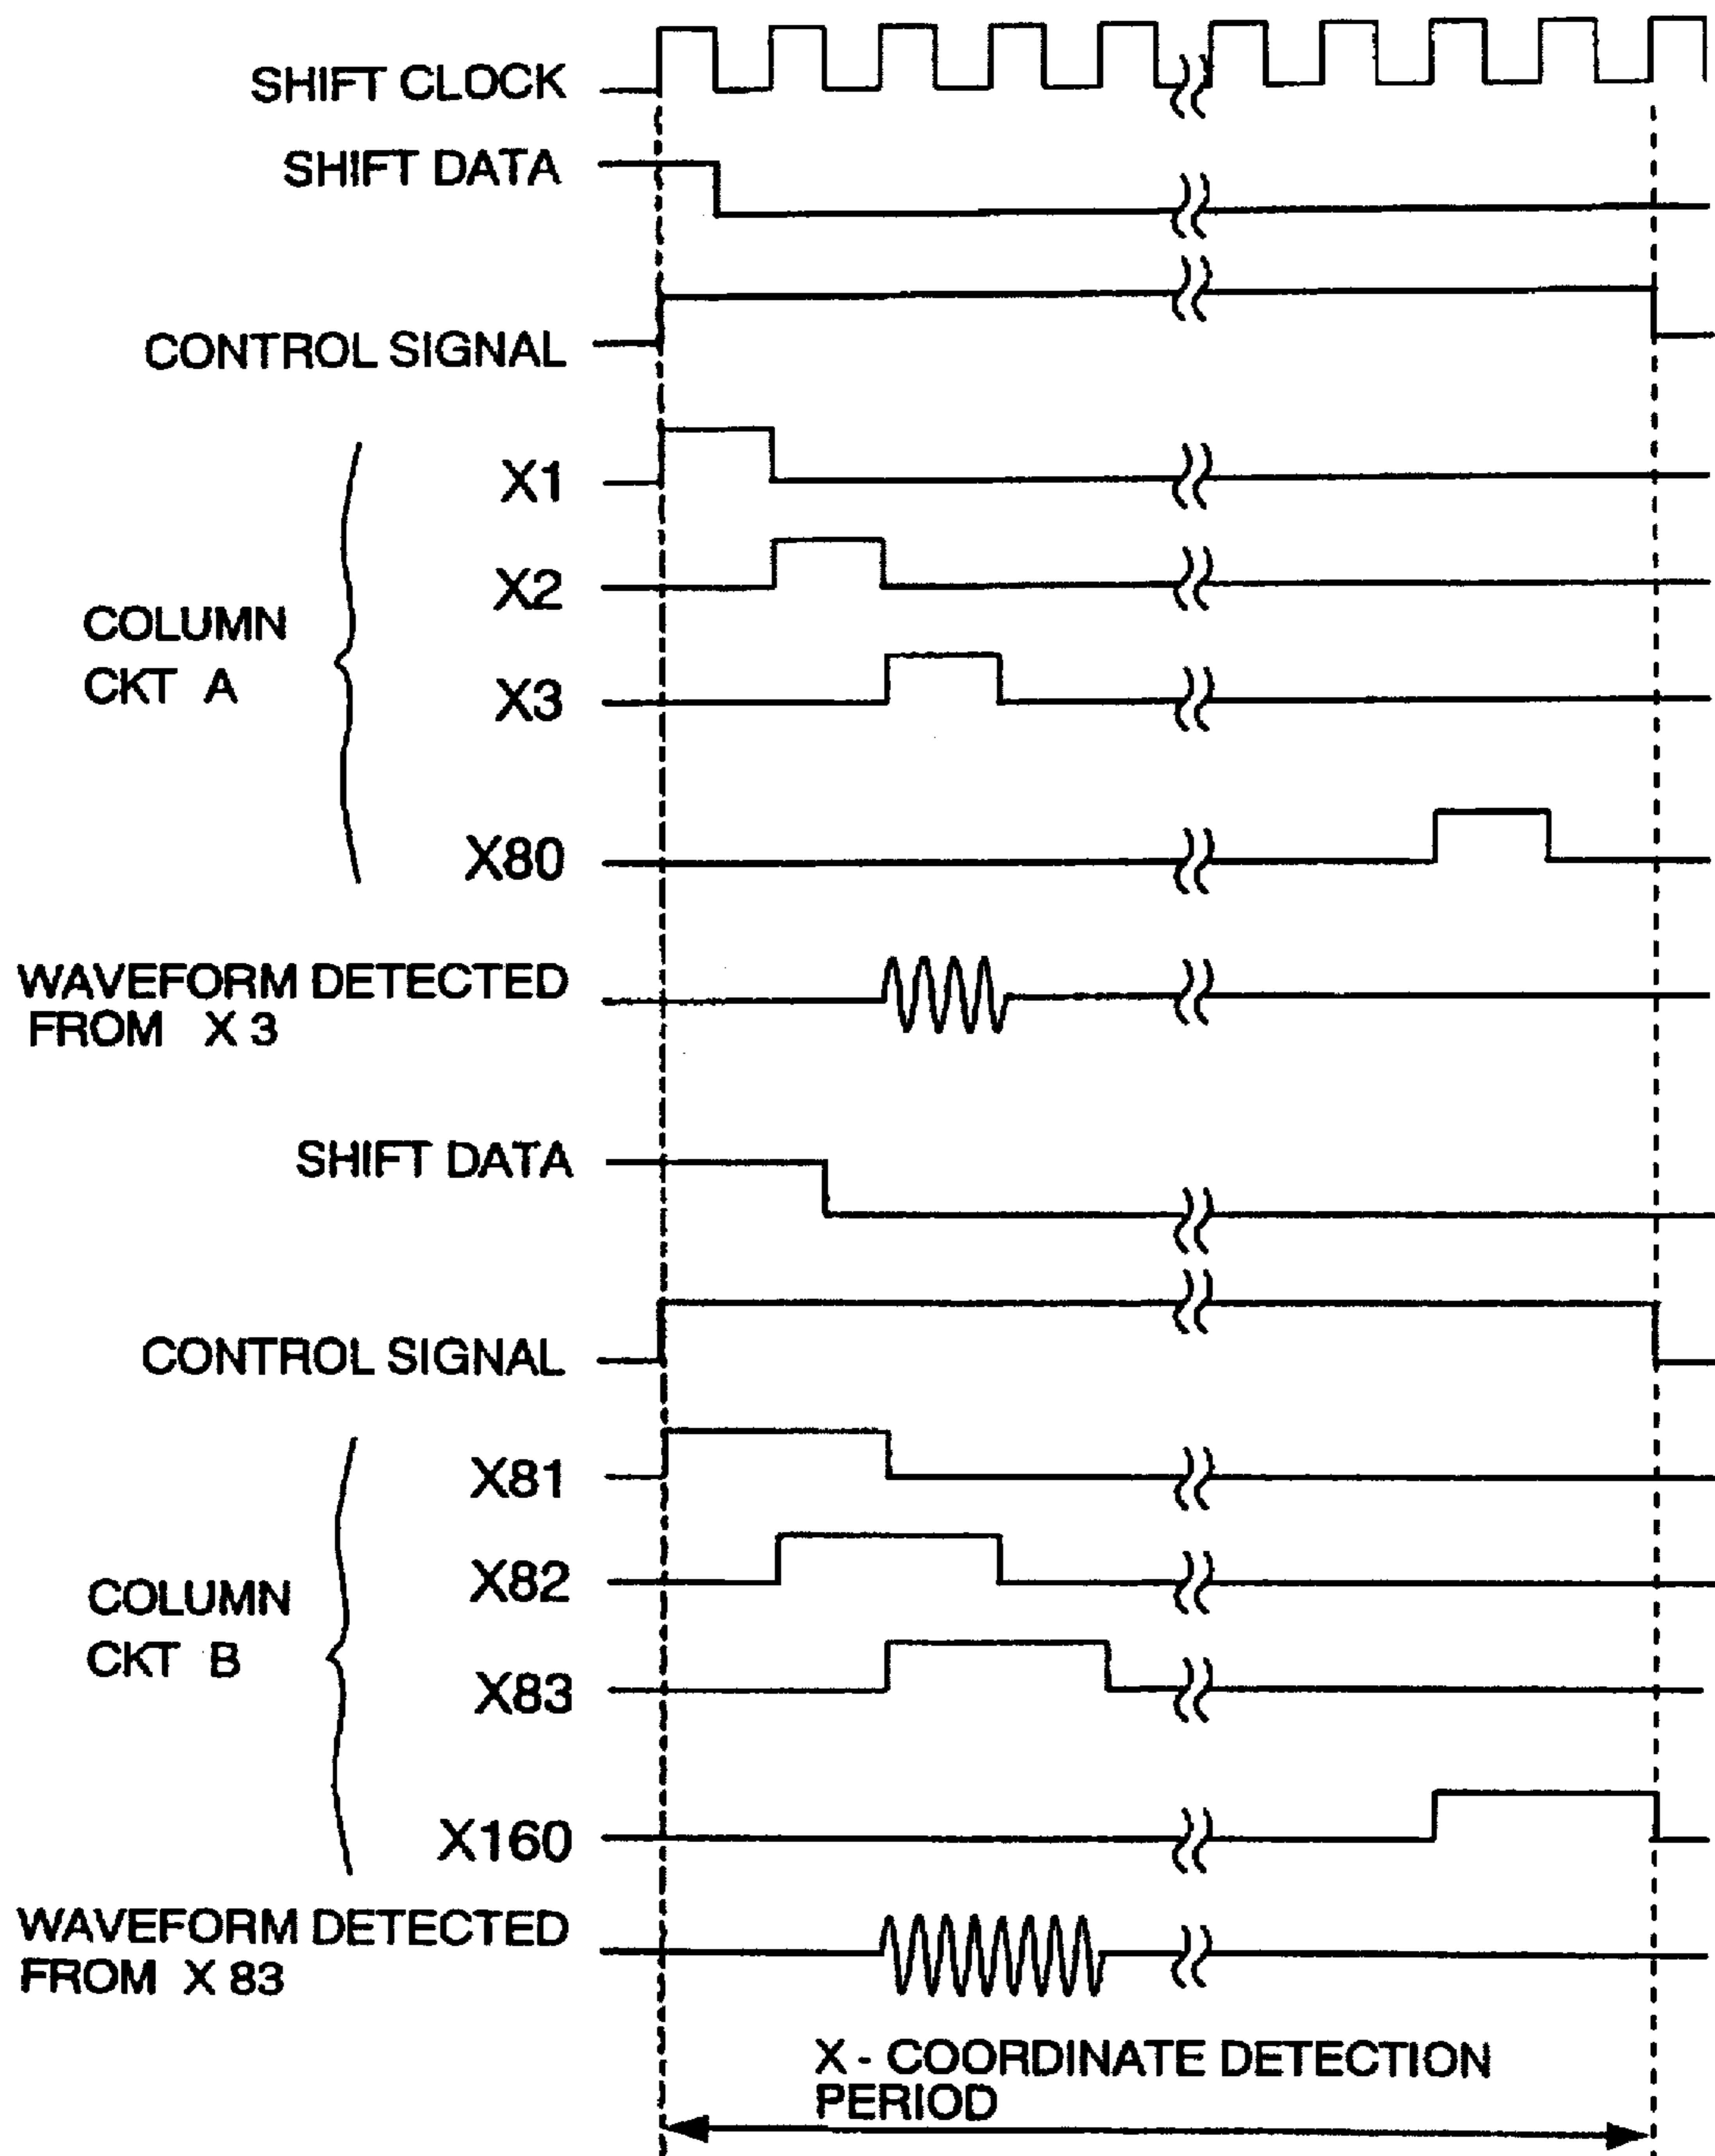 SHIFT CLOCK
SHIFT DATA
CONTROL SIGNAL
X1
X2
COLUMN
CKT A
X3
X80
WAVEFORM DETECTED
FROM X 3
SHIFT DATA
CONTROL SIGNAL
X81
X82
COLUMN
CKT B
X83
X160
WAVEFORM DETECTED
FROM X 83
X - COORDINATE DETECTION
PERIOD